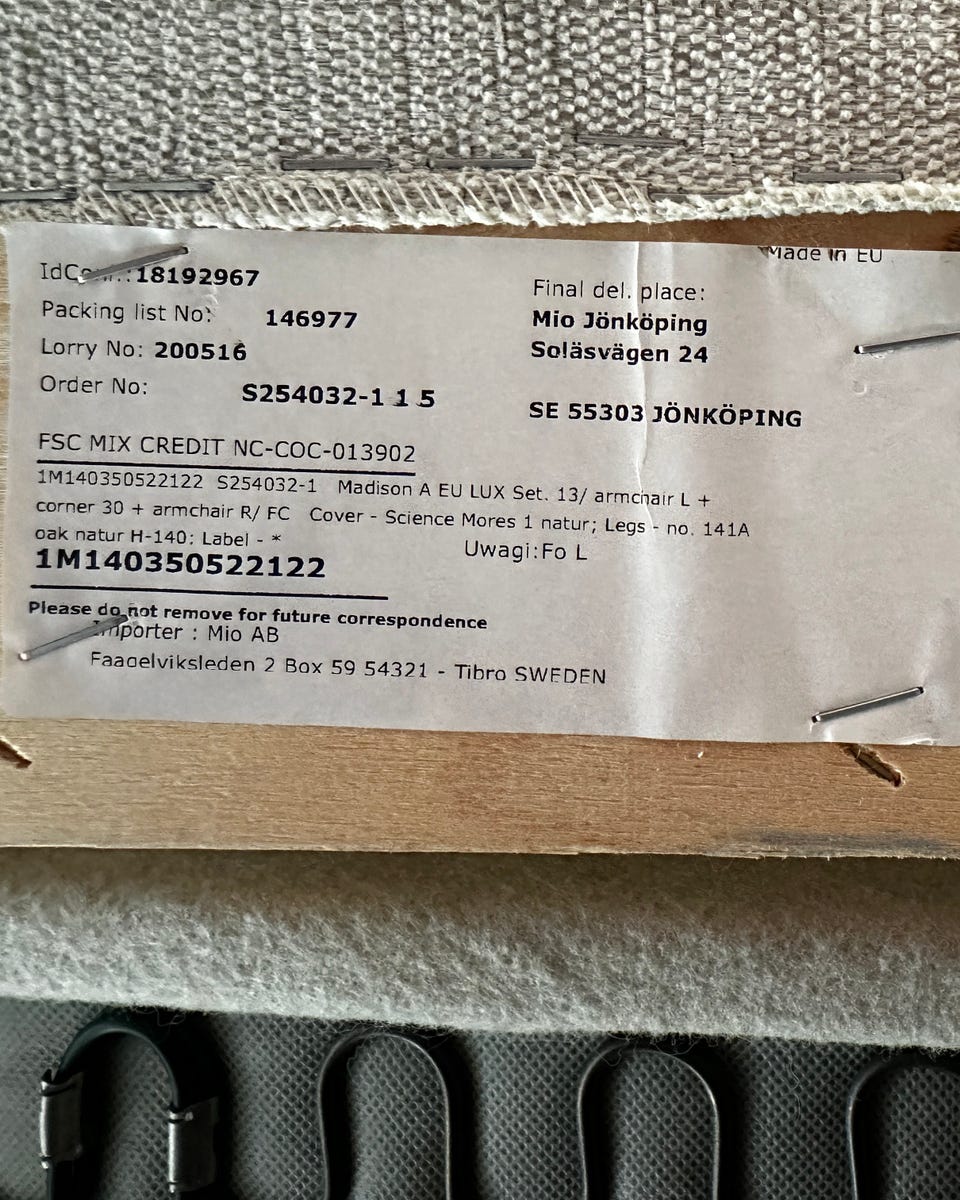 Made in EU
18192967
Packing list No: 146977
Lorry No: 200516
Order No: S254032-1 1 5
Final del. place:
Mio Jönköping
Soläsvägen 24
SE 55303 JÖNKÖPING
FSC MIX CREDIT NC-COC-013902
1M140350522122 S254032-1 Madison A EU LUX Set. 13/ armchair L +
corner 30 + armchair R/ FC Cover - Science Mores 1 natur; Legs - no. 141A
oak natur H-140; Label - *
Uwagi:Fo L
1M140350522122
Please do not remove for future correspondence
Importer : Mio AB
Faagelviksleden 2 Box 59 54321 - Tibro SWEDEN